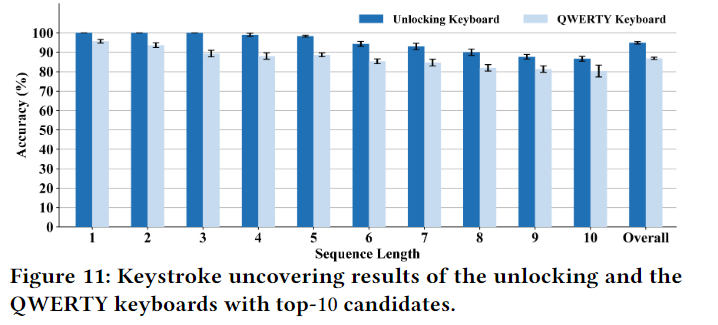 Unlocking Keyboard QWERTY Keyboard
100
90
80
70
60
50
40
30
20
10
0
Accuracy (%)
1 2 3 4 5 6 7 8 9 10 Overall
Sequence Length
Figure 11: Keystroke uncovering results of the unlocking and the
QWERTY keyboards with top-10 candidates.